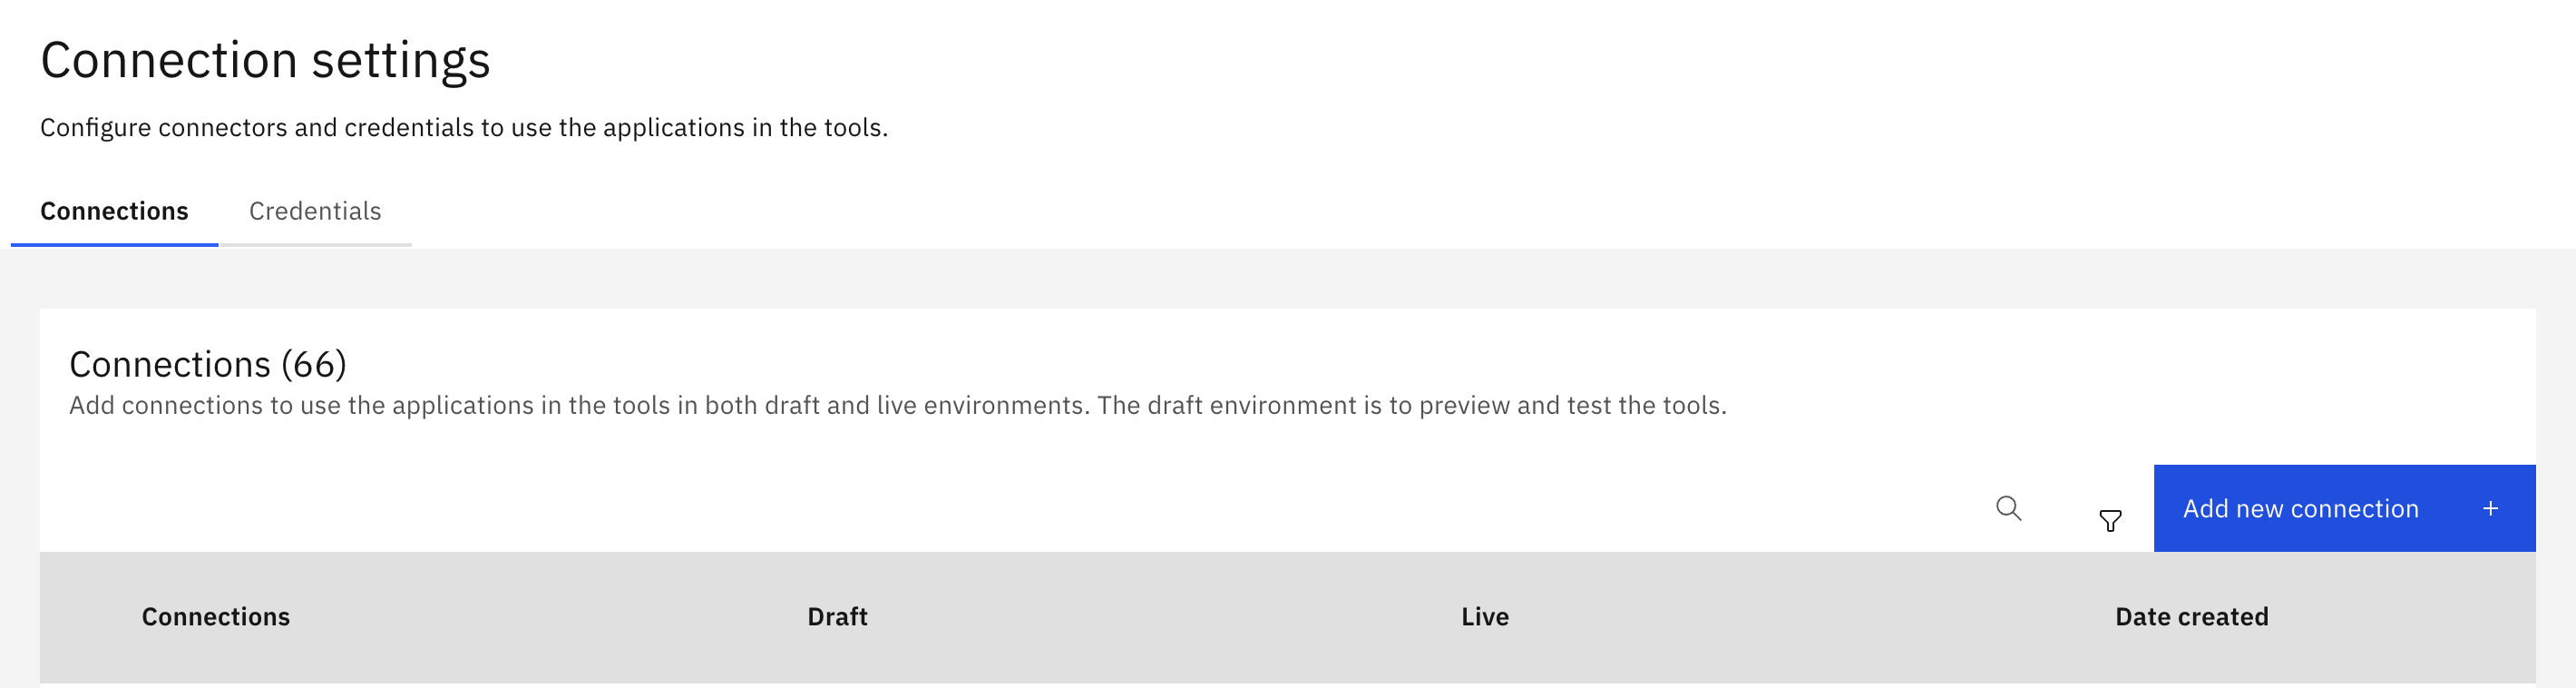 Connection settings
Configure connectors and credentials to use the applications in the tools.
Connections Credentials
Connections (66)
Add connections to use the applications in the tools in both draft and live environments. The draft environment is to preview and test the tools.
Add new connection +
Connections Draft Live Date created